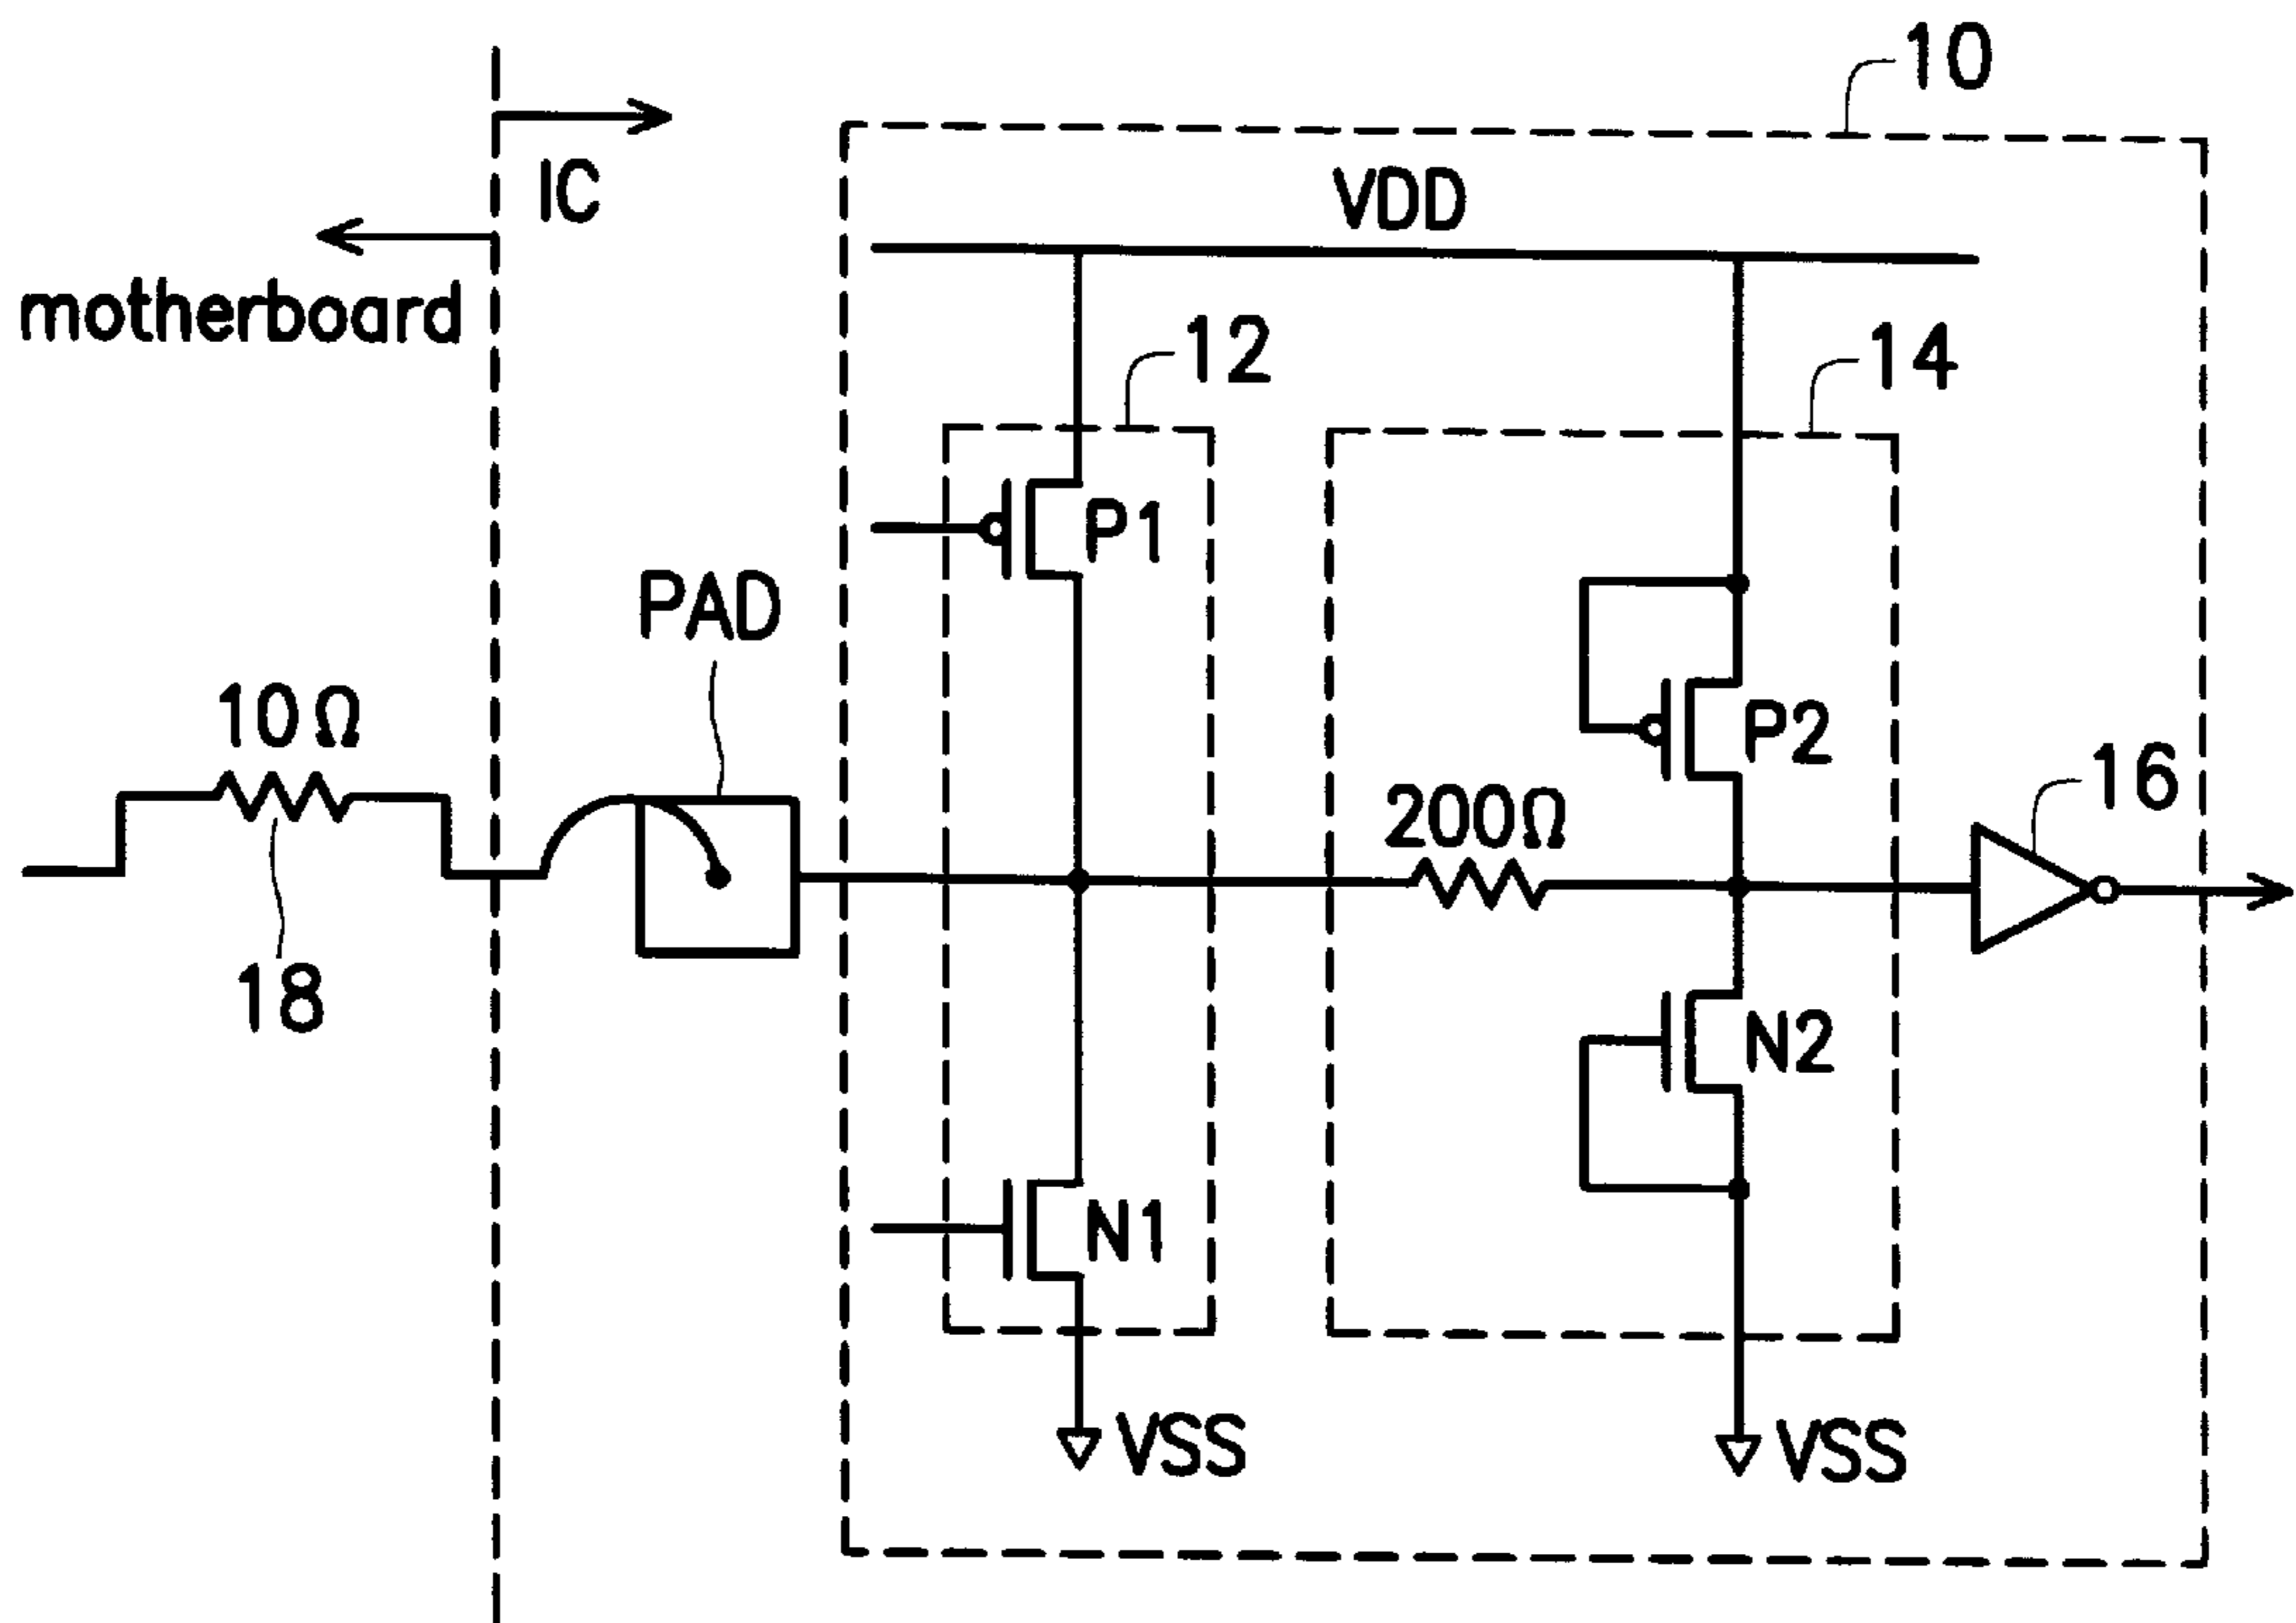 10
IC
VDD
motherboard
12
14
P1
PAD
10Ω
P2
16
200Ω
18
N2
N1
VSS
VSS